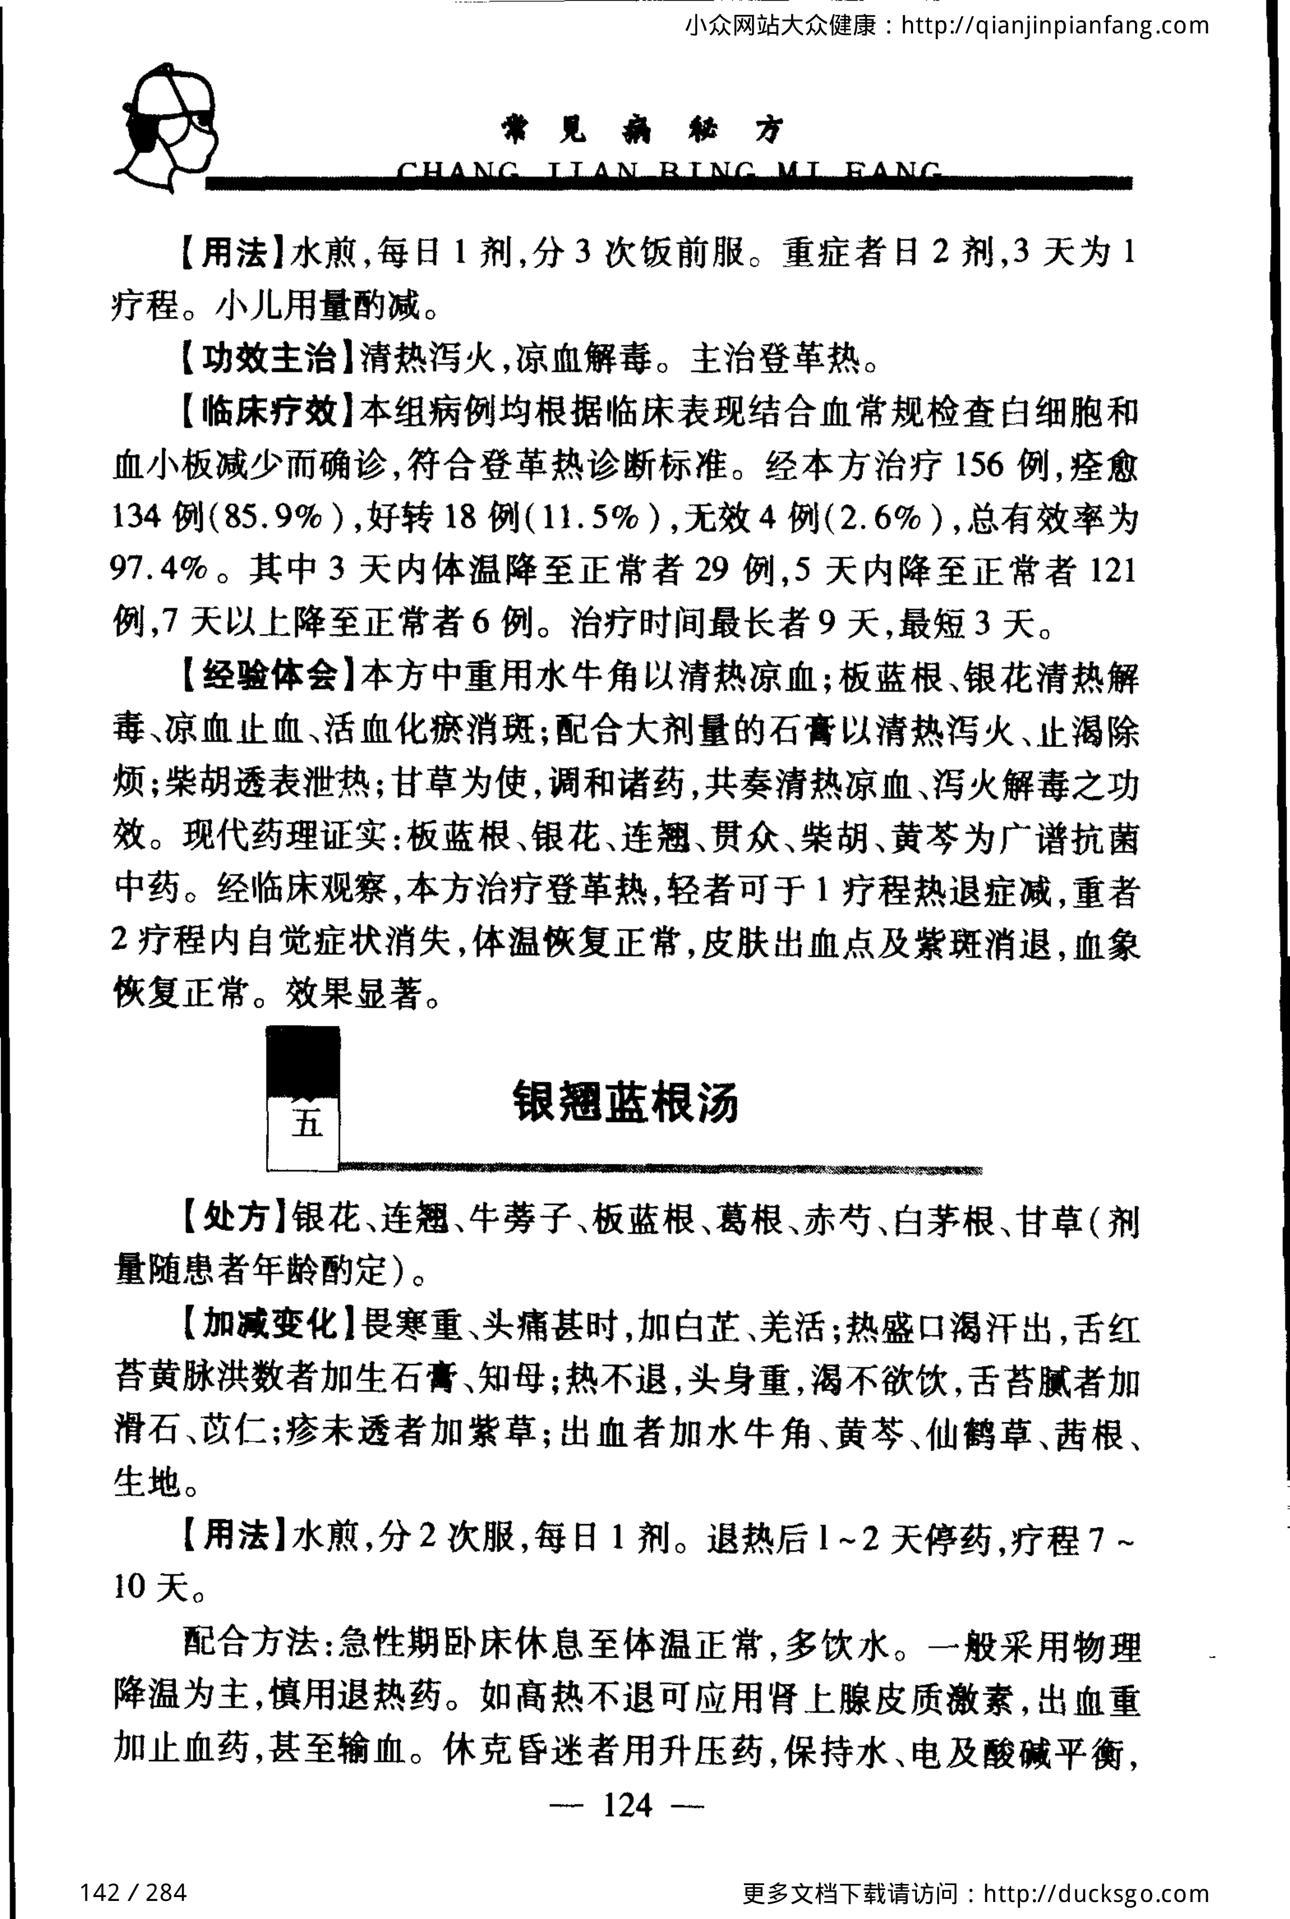 小众网站大众健康：http://qianjinpianfang.com
常见病秘方
CHANG JIAN BING MI FANG
【用法】水煎,每日1剂,分3次饭前服。重症者日2剂,3天为1
疗程。小儿用量酌减。
【功效主治】清热泻火,凉血解毒。主治登革热。
【临床疗效】本组病例均根据临床表现结合血常规检查白细胞和
血小板减少而确诊,符合登革热诊断标准。经本方治疗156例,痊愈
134例(85.9%),好转18例(11.5%),无效4例(2.6%),总有效率为
97.4%。其中3天内体温降至正常者29例,5天内降至正常者121
例,7天以上降至正常者6例。治疗时间最长者9天,最短3天。
【经验体会】本方中重用水牛角以清热凉血;板蓝根、银花清热解
毒、凉血止血、活血化瘀消斑;配合大剂量的石膏以清热泻火、止渴除
烦;柴胡透表泄热;甘草为使,调和诸药,共奏清热凉血、泻火解毒之功
效。现代药理证实:板蓝根、银花、连翘、贯众、柴胡、黄芩为广谱抗菌
中药。经临床观察,本方治疗登革热,轻者可于1疗程热退症减,重者
2疗程内自觉症状消失,体温恢复正常,皮肤出血点及紫斑消退,血象
恢复正常。效果显著。
五
银翘蓝根汤
【处方】银花、连翘、牛蒡子、板蓝根、葛根、赤芍、白茅根、甘草(剂
量随患者年龄酌定)。
【加减变化】畏寒重、头痛甚时,加白芷、羌活;热盛口渴汗出,舌红
苔黄脉洪数者加生石膏、知母;热不退,头身重,渴不欲饮,舌苔腻者加
滑石、苡仁;疹未透者加紫草;出血者加水牛角、黄芩、仙鹤草、茜根、
生地。
【用法】水煎,分2次服,每日1剂。退热后1~2天停药,疗程7~
10天。
配合方法:急性期卧床休息至体温正常,多饮水。一般采用物理
降温为主,慎用退热药。如高热不退可应用肾上腺皮质激素,出血重
加止血药,甚至输血。休克昏迷者用升压药,保持水、电及酸碱平衡,
— 124 —
142 / 284
更多文档下载请访问：http://ducksgo.com